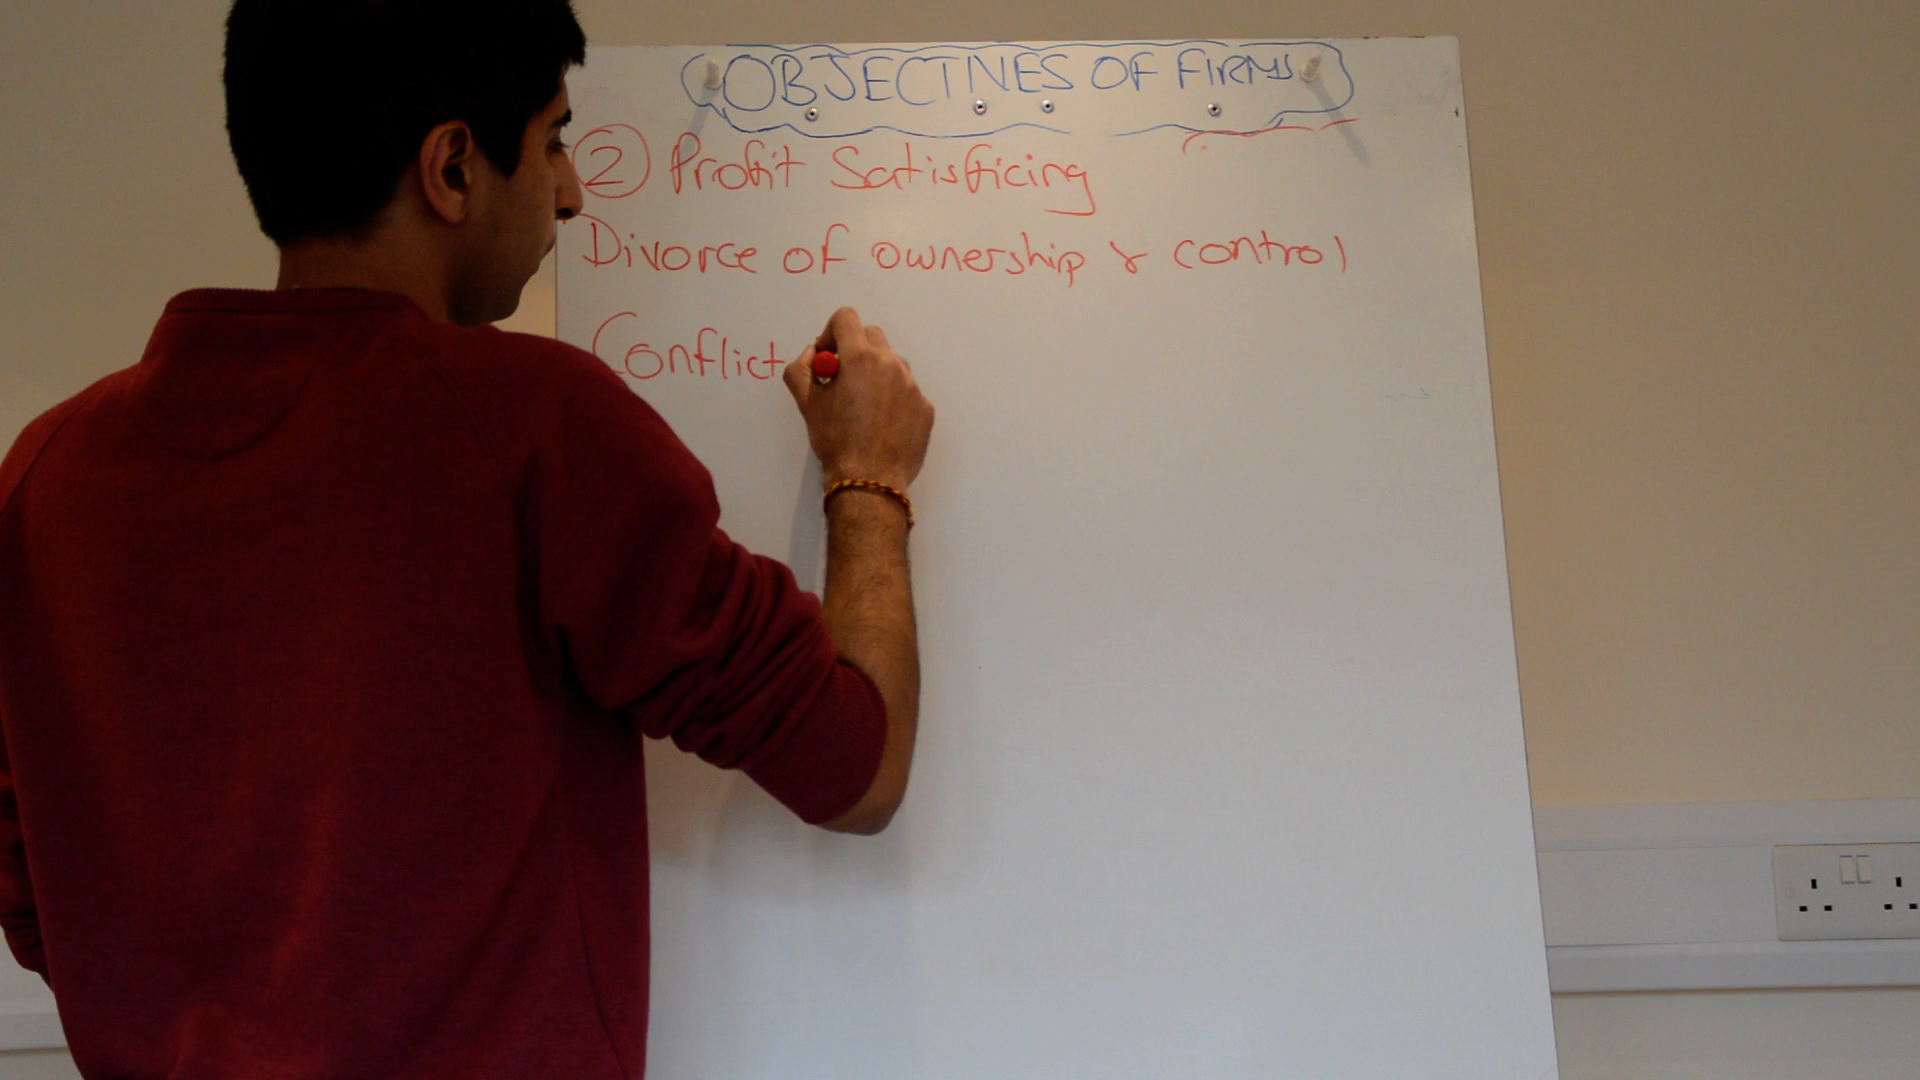 OBJECTIVES OF FIRMS
② Profit Satisficing
Divorce of ownership & control
Conflict